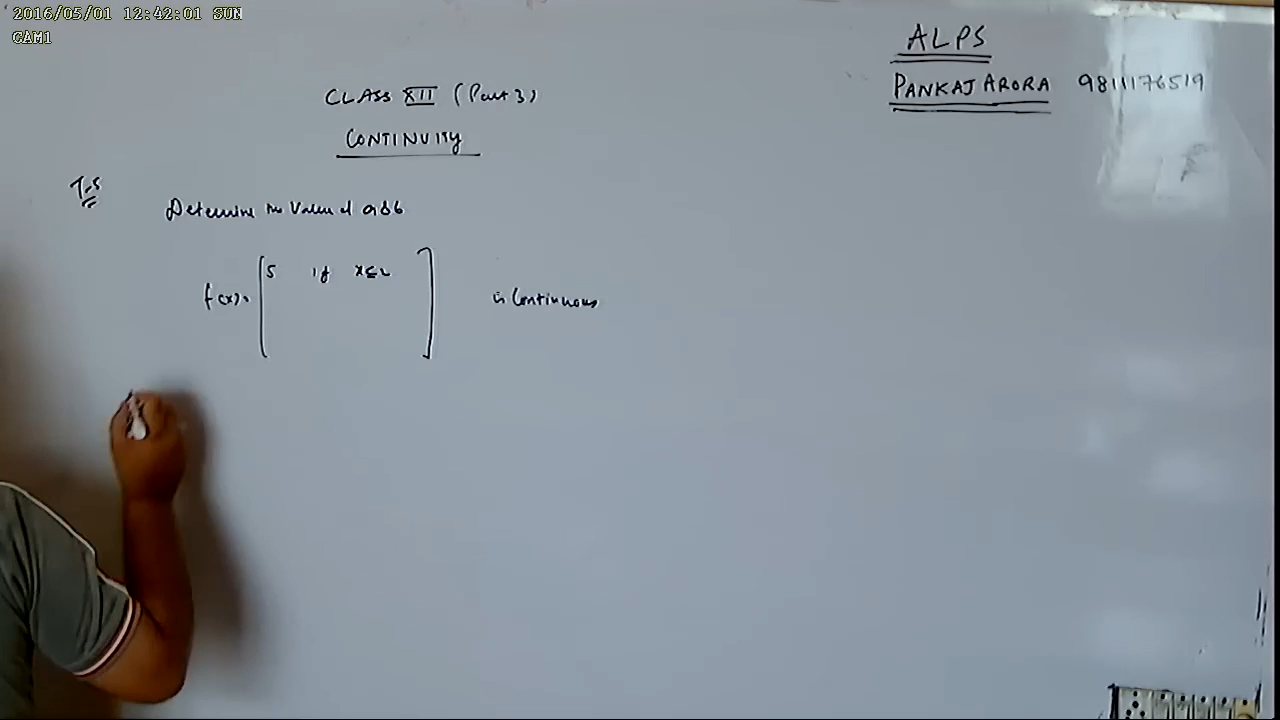 2016/05/01 12:42:01 SUN
CAM1
ALPS
PANKAJ ARORA 9811176519
CLASS XII (Part 3)
CONTINUITY
T-5
Determine the Value of a & b
f(x) = [ 5 if x ≤ 2 ] is Continuous